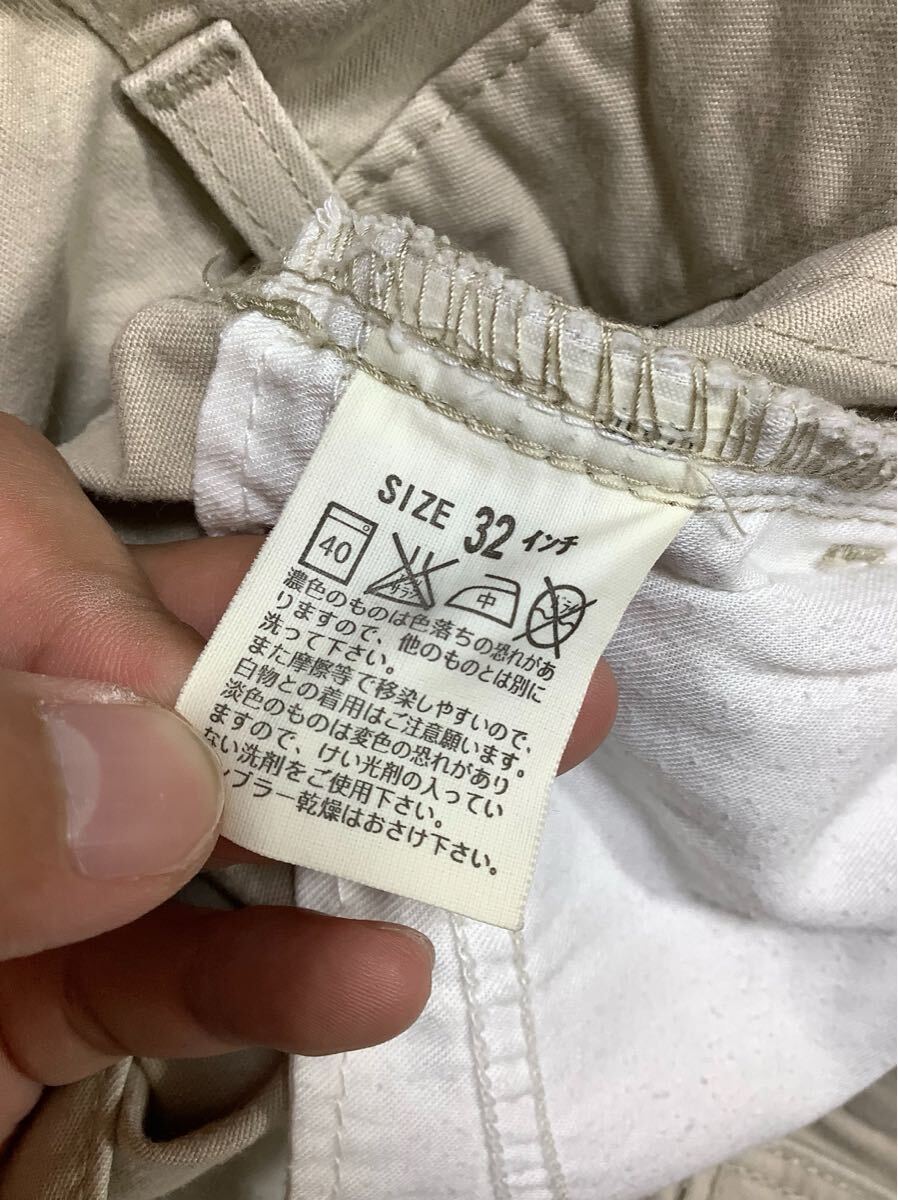 SIZE 32 インチ
40 中
濃色のものは色落ちの恐れがあ
りますので、他のものとは別に
洗って下さい。
また摩擦等で移染しやすいので、
白物との着用はご注意願います。
淡色のものは変色の恐れがあり
ますので、けい光剤の入ってい
ない洗剤をご使用下さい。
ンブラー乾燥はおさけ下さい。